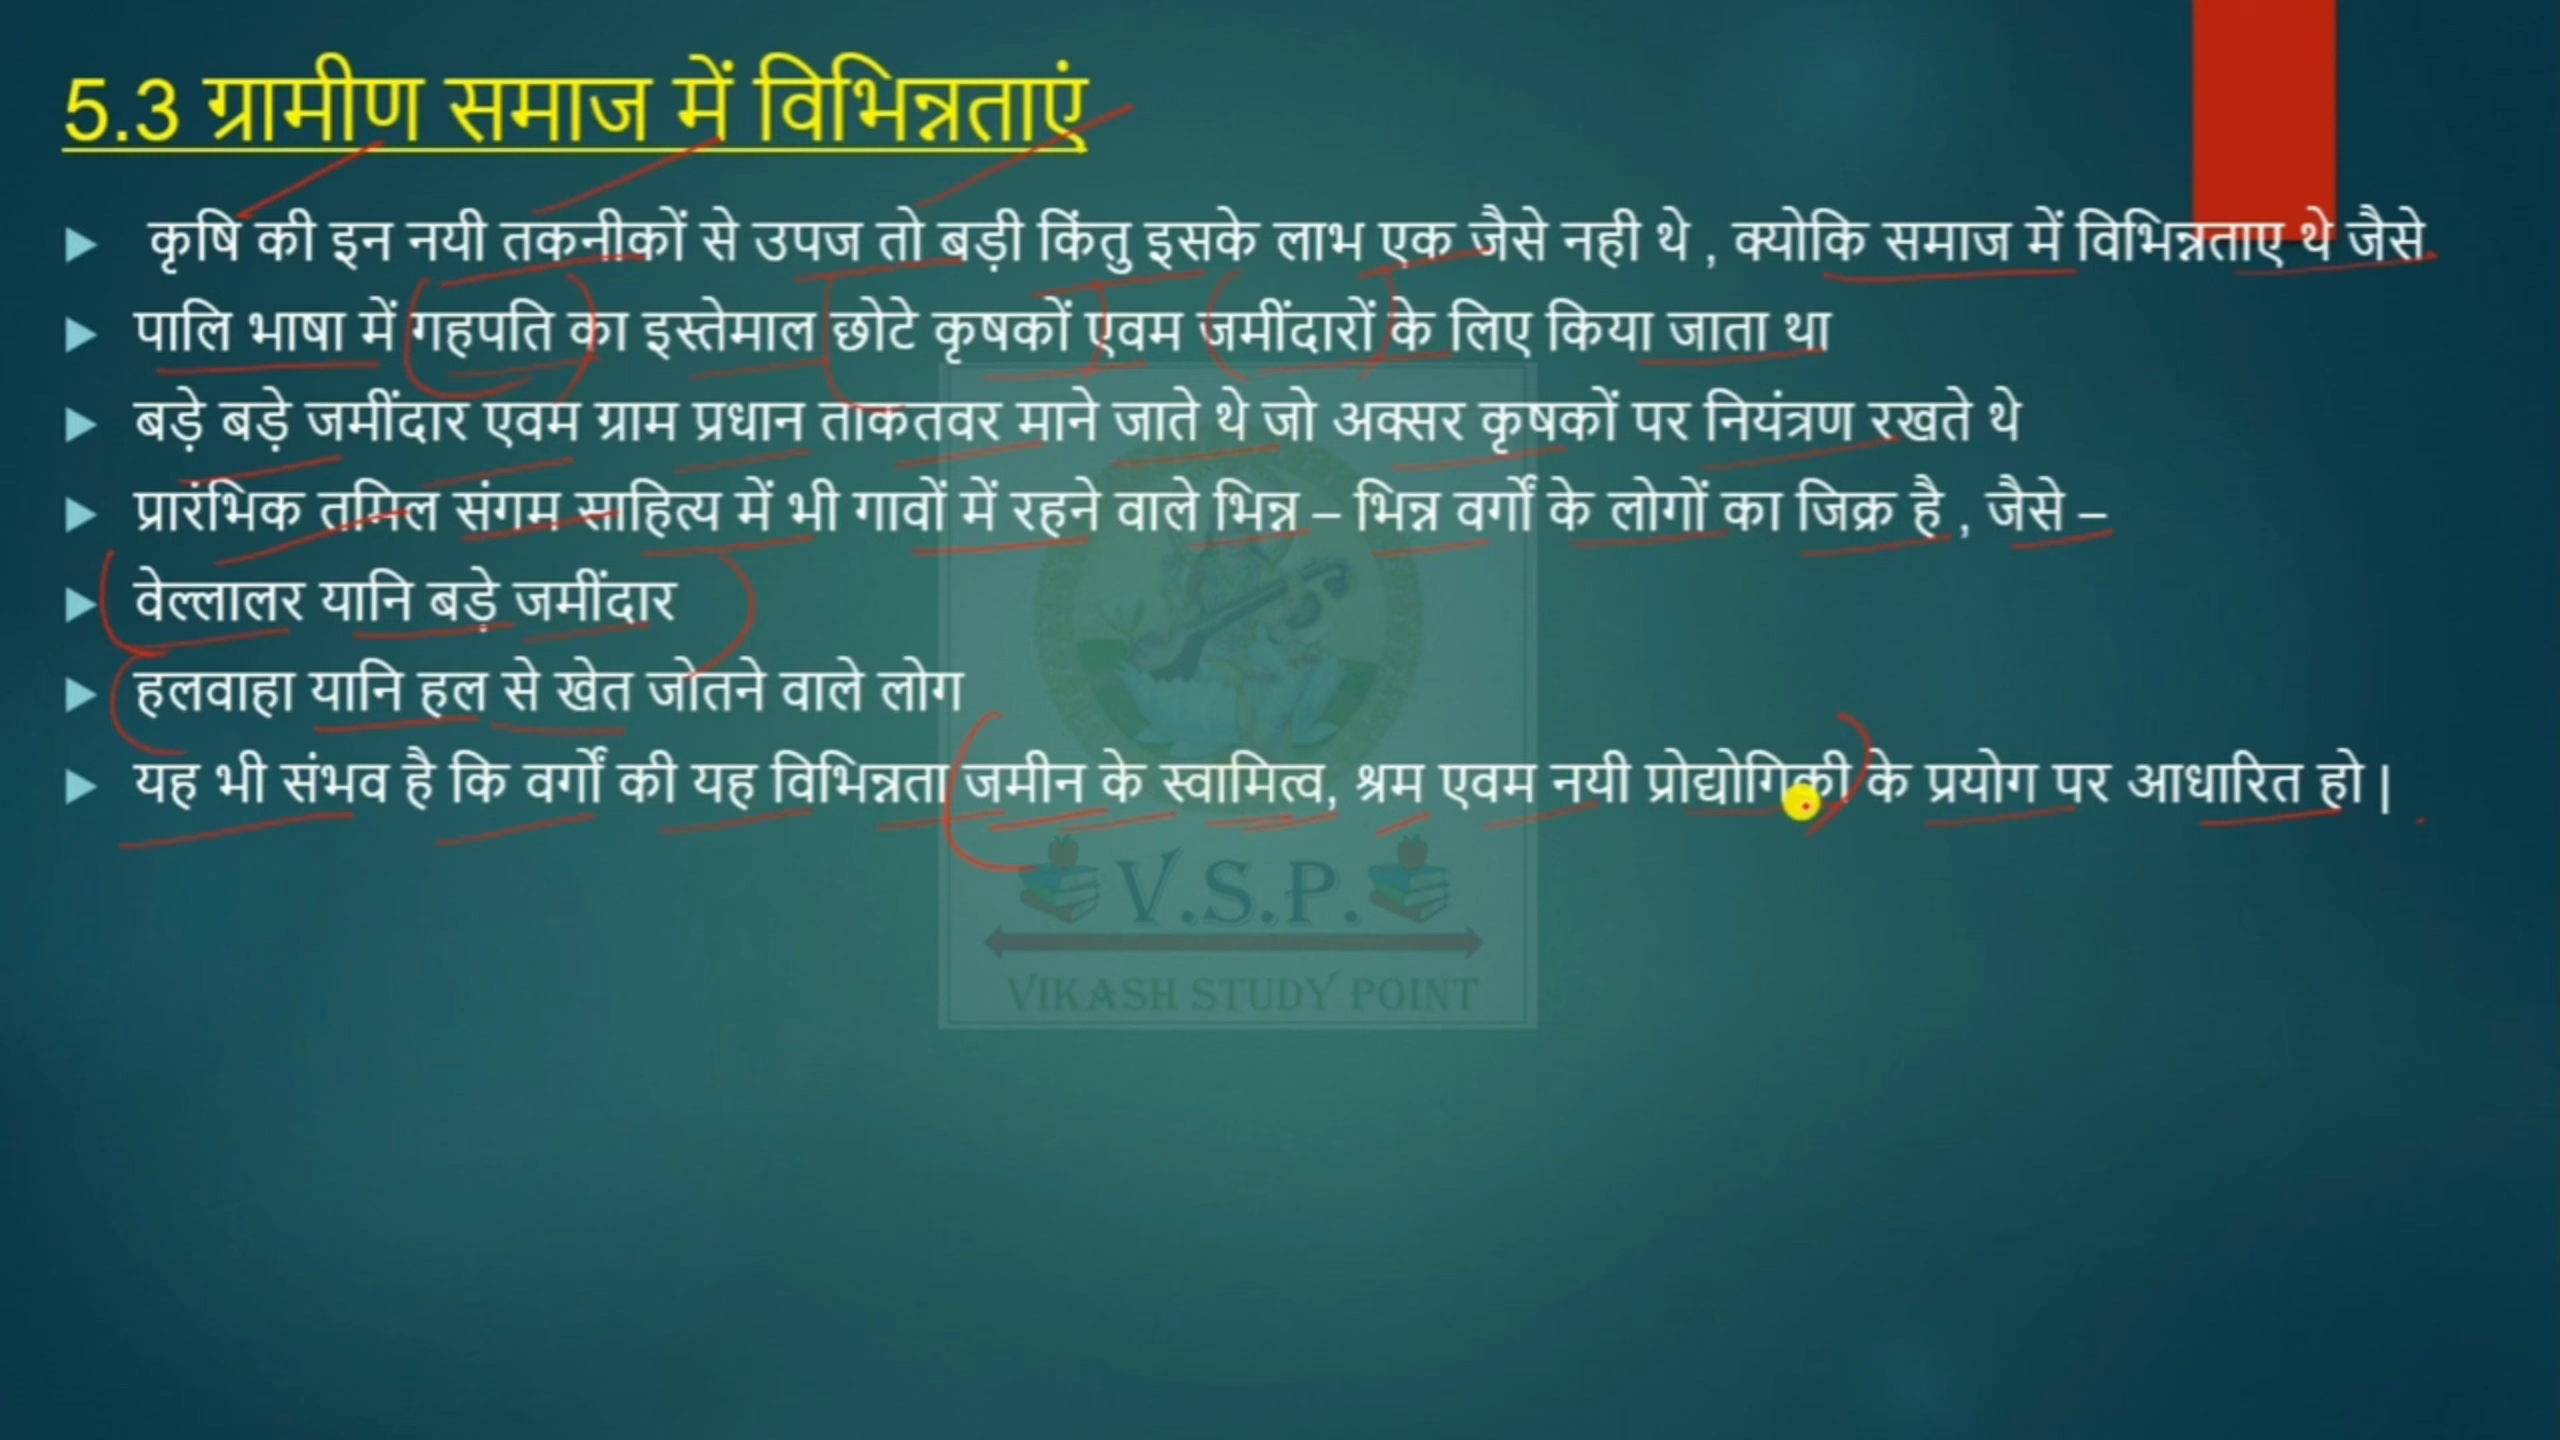 5.3 ग्रामीण समाज में विभिन्नताएं
कृषि की इन नयी तकनीकों से उपज तो बड़ी किंतु इसके लाभ एक जैसे नही थे , क्योकि समाज में विभिन्नताए थे जैसे
पालि भाषा में गहपति का इस्तेमाल छोटे कृषकों एवम जमींदारों के लिए किया जाता था
बड़े बड़े जमींदार एवम ग्राम प्रधान ताकतवर माने जाते थे जो अक्सर कृषकों पर नियंत्रण रखते थे
प्रारंभिक तमिल संगम साहित्य में भी गावों में रहने वाले भिन्न – भिन्न वर्गों के लोगों का जिक्र है , जैसे –
वेल्लालर यानि बड़े जमींदार
हलवाहा यानि हल से खेत जोतने वाले लोग
यह भी संभव है कि वर्गों की यह विभिन्नता जमीन के स्वामित्व, श्रम एवम नयी प्रोद्योगिकी के प्रयोग पर आधारित हो |
V.S.P.
VIKASH STUDY POINT